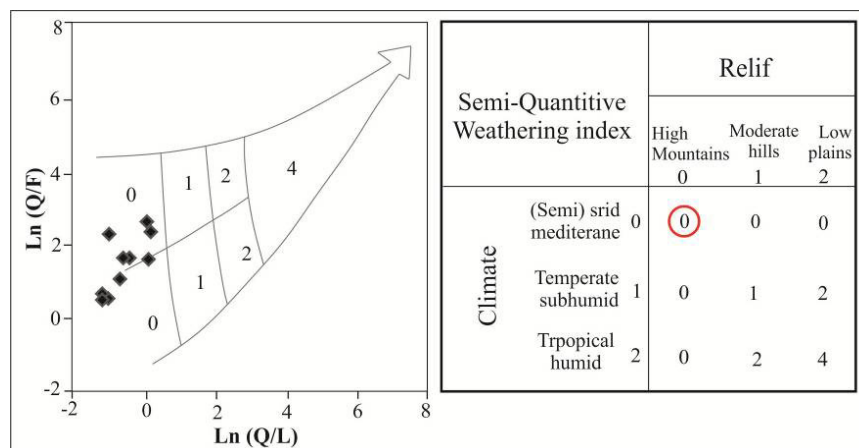 8
6
4
2
0
-2
-2 0 2 4 6 8
Ln (Q/F)
Ln (Q/L)
0 1 2 4
0 1 2
Semi-Quantitive
Weathering index
Relif
High
Mountains
0
Moderate
hills
1
Low
plains
2
Climate
(Semi) srid
mediterane 0 0 0 0
Temperate
subhumid 1 0 1 2
Trpopical
humid 2 0 2 4